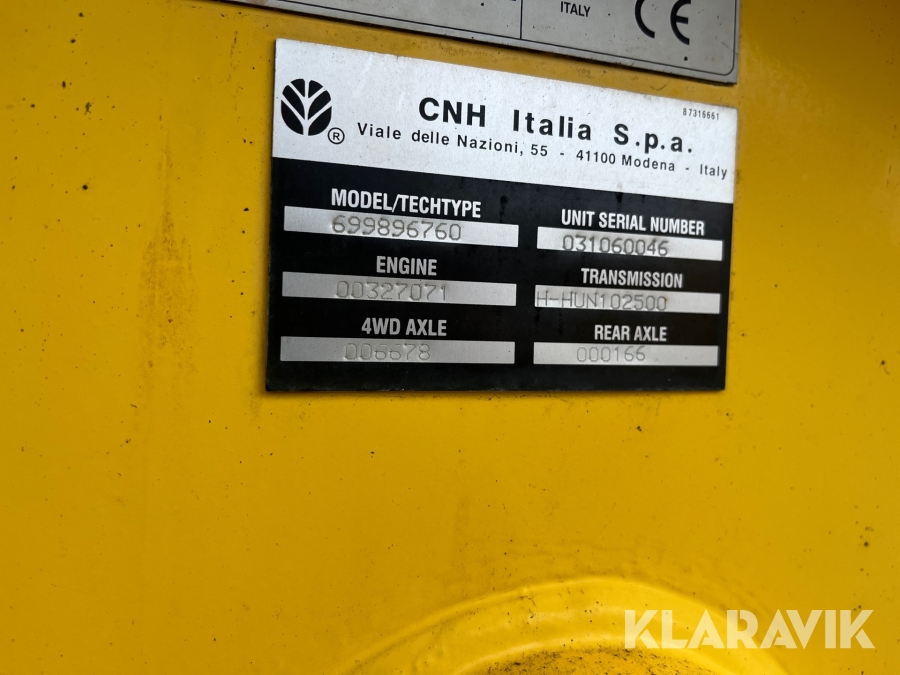 ITALY
CE
87316661
CNH Italia S.p.a.
Viale delle Nazioni, 55 - 41100 Modena - Italy
®
MODEL/TECHTYPE
699896760
UNIT SERIAL NUMBER
031060046
ENGINE
00327071
TRANSMISSION
H-HUN102500
4WD AXLE
006678
REAR AXLE
000166
KLARAVIK